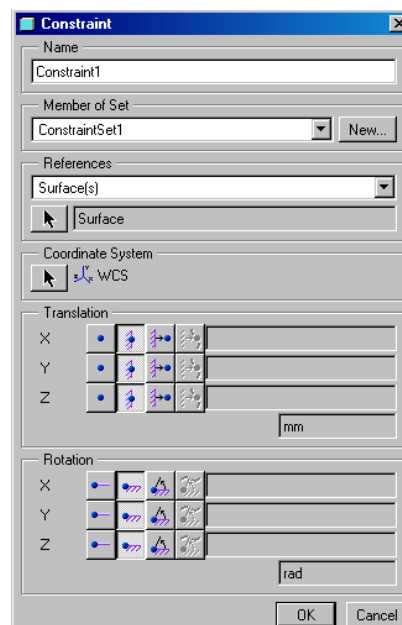 Constraint
Name
Constraint1
Member of Set
ConstraintSet1
New...
References
Surface(s)
Surface
Coordinate System
WCS
Translation
X
Y
Z
mm
Rotation
X
Y
Z
rad
OK Cancel